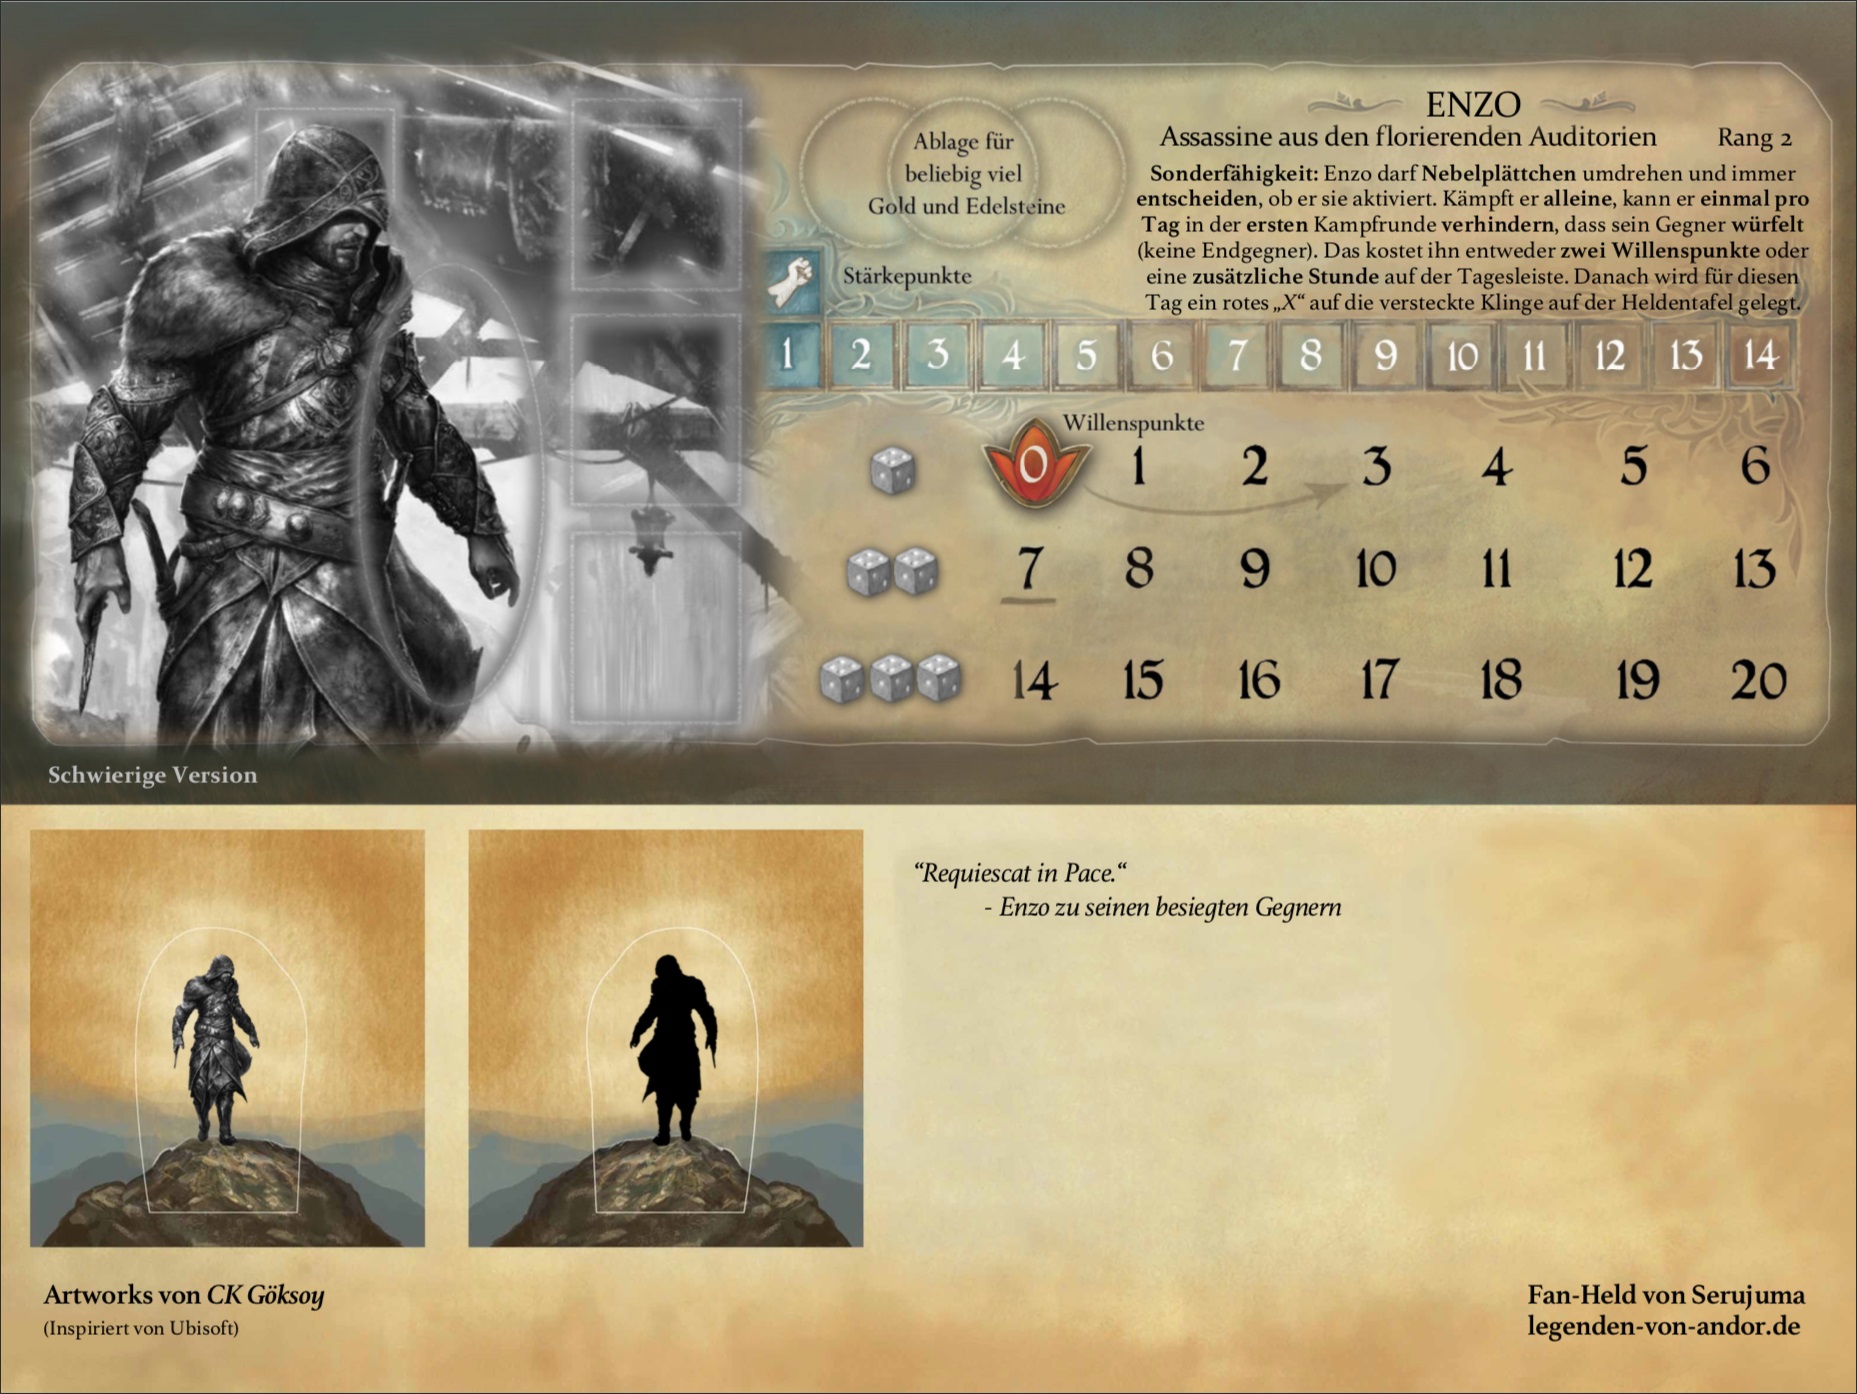 Ablage für
beliebig viel
Gold und Edelsteine
ENZO
Assassine aus den florierenden Auditorien Rang 2
Sonderfähigkeit: Enzo darf Nebelplättchen umdrehen und immer
entscheiden, ob er sie aktiviert. Kämpft er alleine, kann er einmal pro
Tag in der ersten Kampfrunde verhindern, dass sein Gegner würfelt
(keine Endgegner). Das kostet ihn entweder zwei Willenspunkte oder
eine zusätzliche Stunde auf der Tagesleiste. Danach wird für diesen
Tag ein rotes „X“ auf die versteckte Klinge auf der Heldentafel gelegt.
Stärkepunkte
1 2 3 4 5 6 7 8 9 10 11 12 13 14
Willenspunkte
0 1 2 3 4 5 6
7 8 9 10 11 12 13
14 15 16 17 18 19 20
Schwierige Version
“Requiescat in Pace.“
- Enzo zu seinen besiegten Gegnern
Artworks von CK Göksoy
(Inspiriert von Ubisoft)
Fan-Held von Serujuma
legenden-von-andor.de